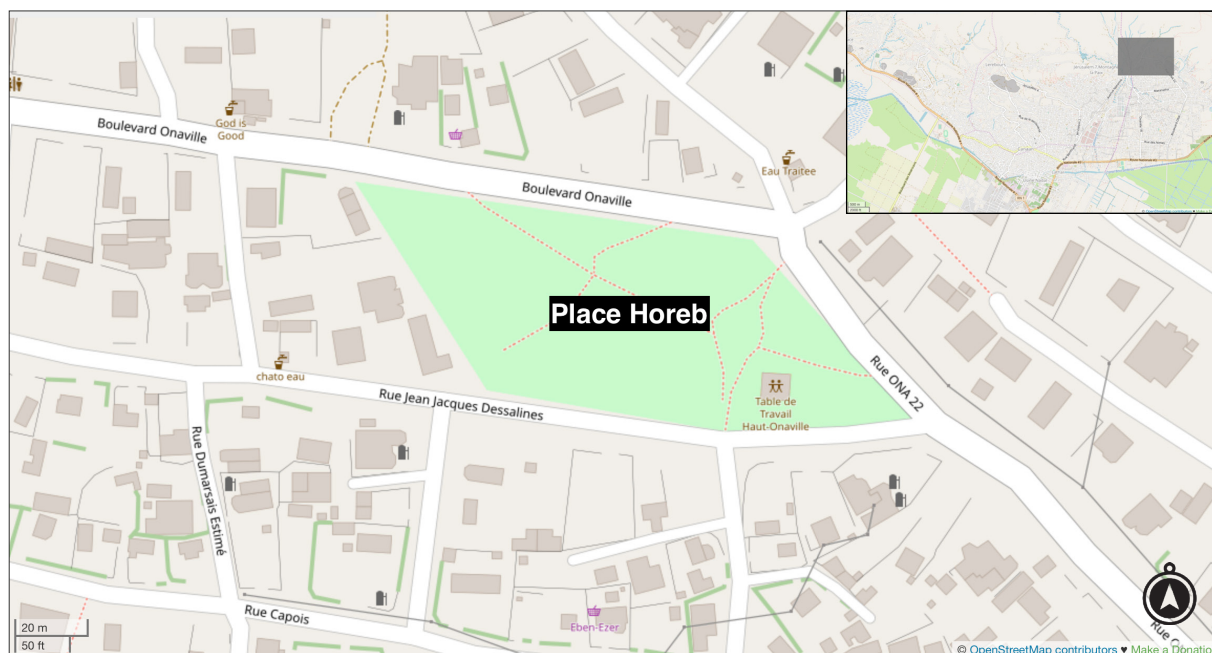 Boulevard Onaville
God is
Good
Boulevard Onaville
Eau Traitee
Place Horeb
chato eau
Rue Jean Jacques Dessalines
Table de
Travail
Haut-Onaville
Rue ONA 22
Rue Dumarsais Estimé
Rue Capois
Eben-Ezer
20 m
50 ft
© OpenStreetMap contributors ♥ Make a Donatio